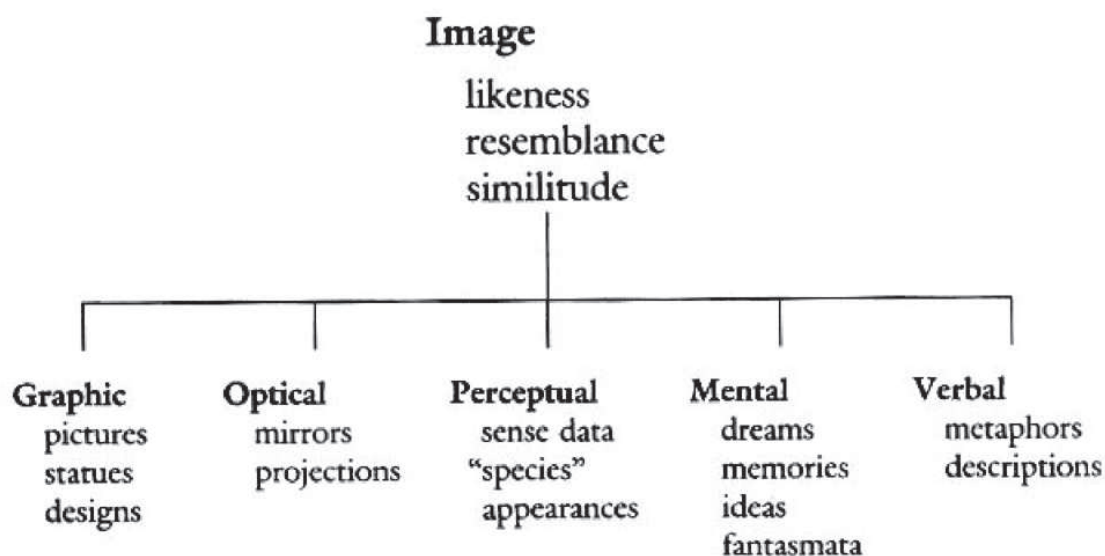 Image
likeness
resemblance
similitude
Graphic
pictures
statues
designs
Optical
mirrors
projections
Perceptual
sense data
“species”
appearances
Mental
dreams
memories
ideas
fantasmata
Verbal
metaphors
descriptions